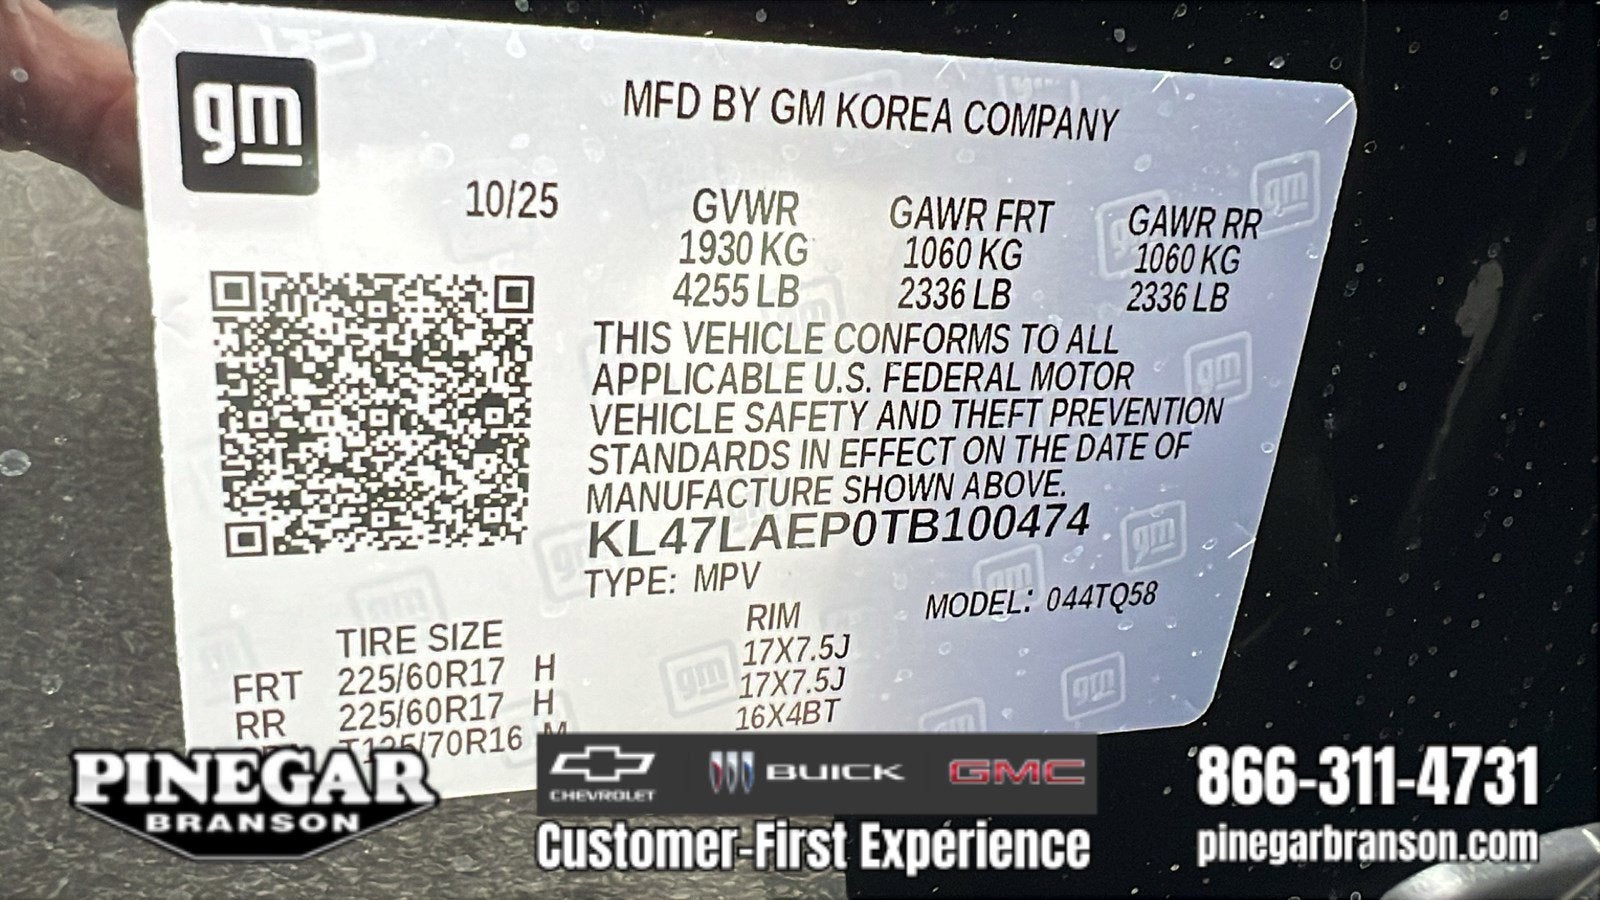 gm
MFD BY GM KOREA COMPANY
10/25
GVWR GAWR FRT GAWR RR
1930 KG 1060 KG 1060 KG
4255 LB 2336 LB 2336 LB
THIS VEHICLE CONFORMS TO ALL
APPLICABLE U.S. FEDERAL MOTOR
VEHICLE SAFETY AND THEFT PREVENTION
STANDARDS IN EFFECT ON THE DATE OF
MANUFACTURE SHOWN ABOVE.
KL47LAEP0TB100474
TYPE: MPV MODEL: 044TQ58
TIRE SIZE RIM
FRT 225/60R17 H 17X7.5J
RR 225/60R17 H 17X7.5J
16X4BT
PINEGAR
BRANSON
CHEVROLET BUICK GMC
Customer-First Experience
866-311-4731
pinegarbranson.com